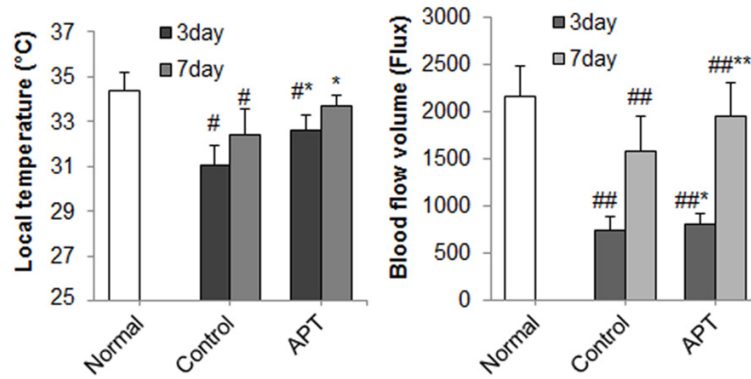 Local temperature (°C)
37
35
33
31
29
27
25
3day
7day
#
#
#*
*
Normal
Control
APT
Blood flow volume (Flux)
3000
2500
2000
1500
1000
500
0
3day
7day
##
##
##*
##**
Normal
Control
APT